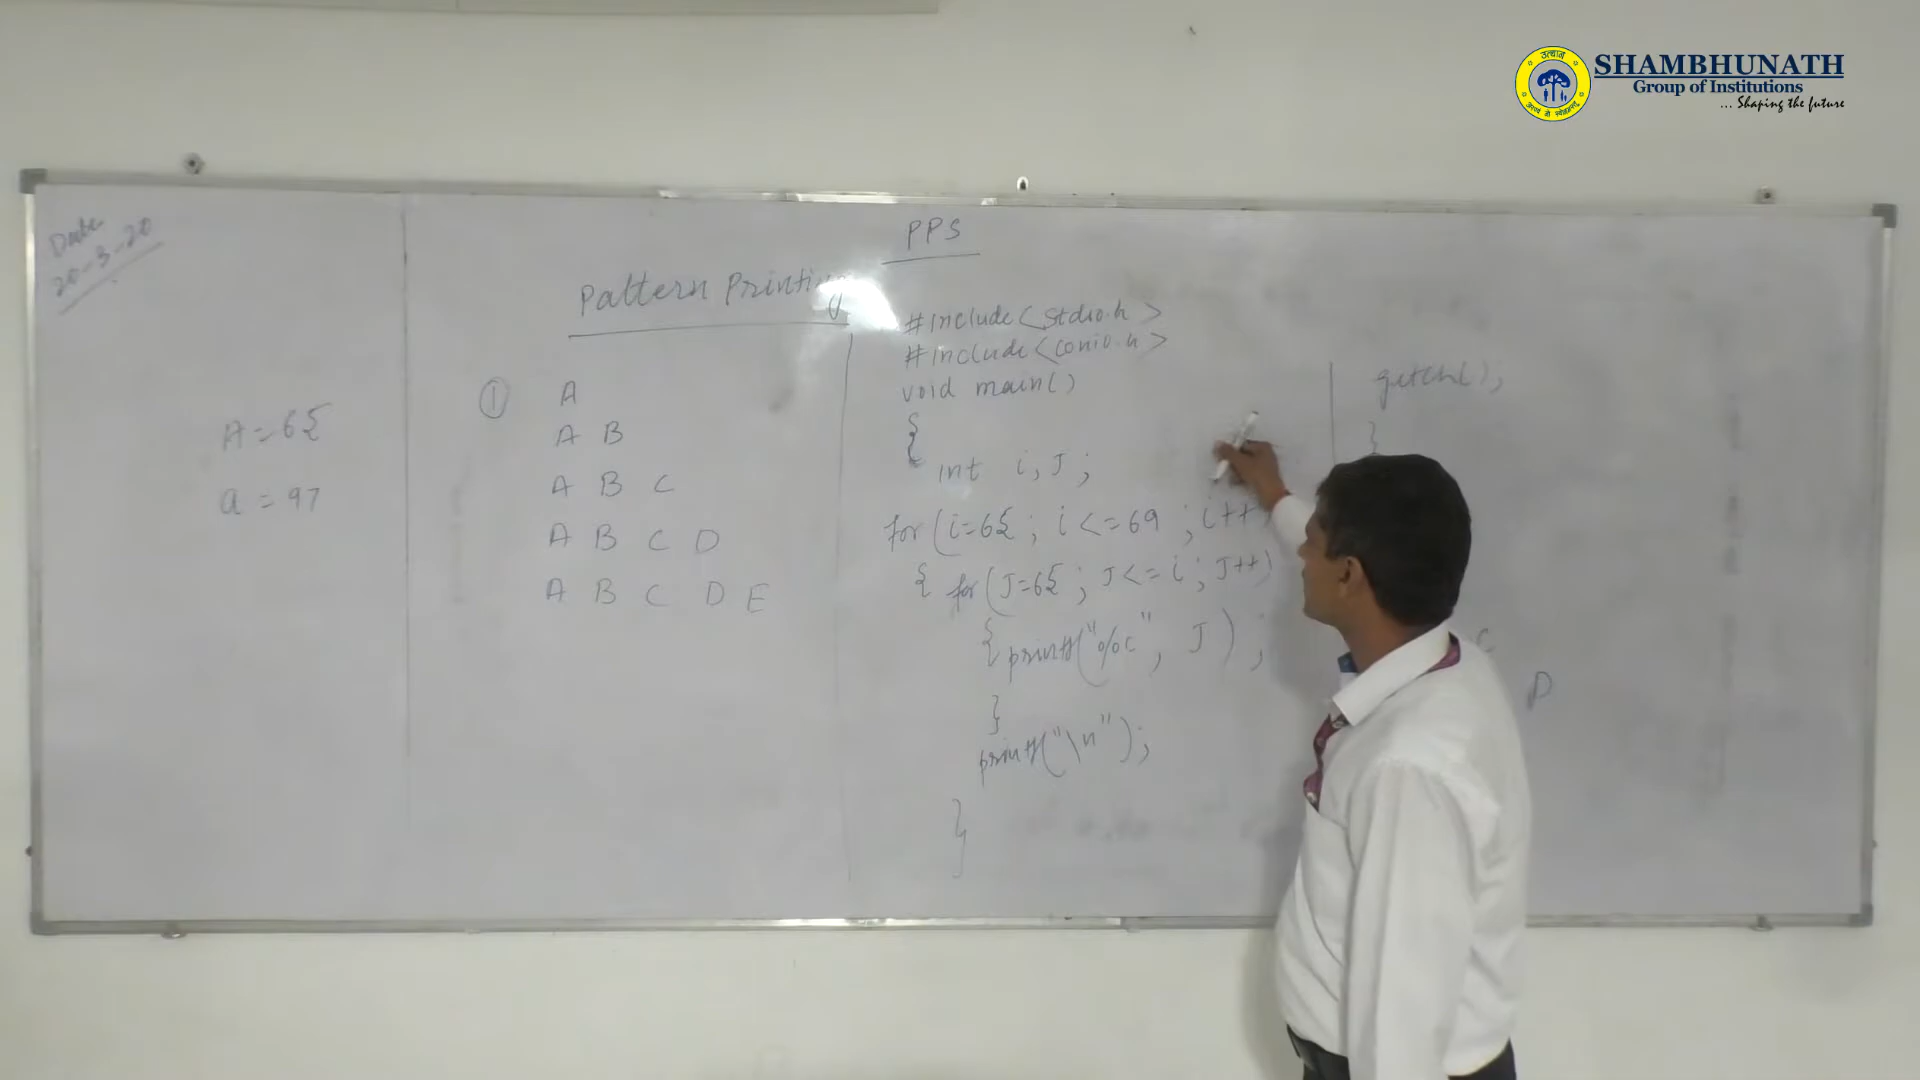 उत्थान
SHAMBHUNATH
Group of Institutions
... Shaping the future
Date
20-3-20
PPS
Pattern Printing
A = 65
a = 97
① A
A B
A B C
A B C D
A B C D E
#include<stdio.h>
#include<conio.h>
void main()
{
int i, J ;
for (i=65 ; i<=69 ; i++)
{ for (J=65 ; J<= i ; J++)
{ printf("%c", J) ;
}
printf("\n");
}
getch();
}
C
D